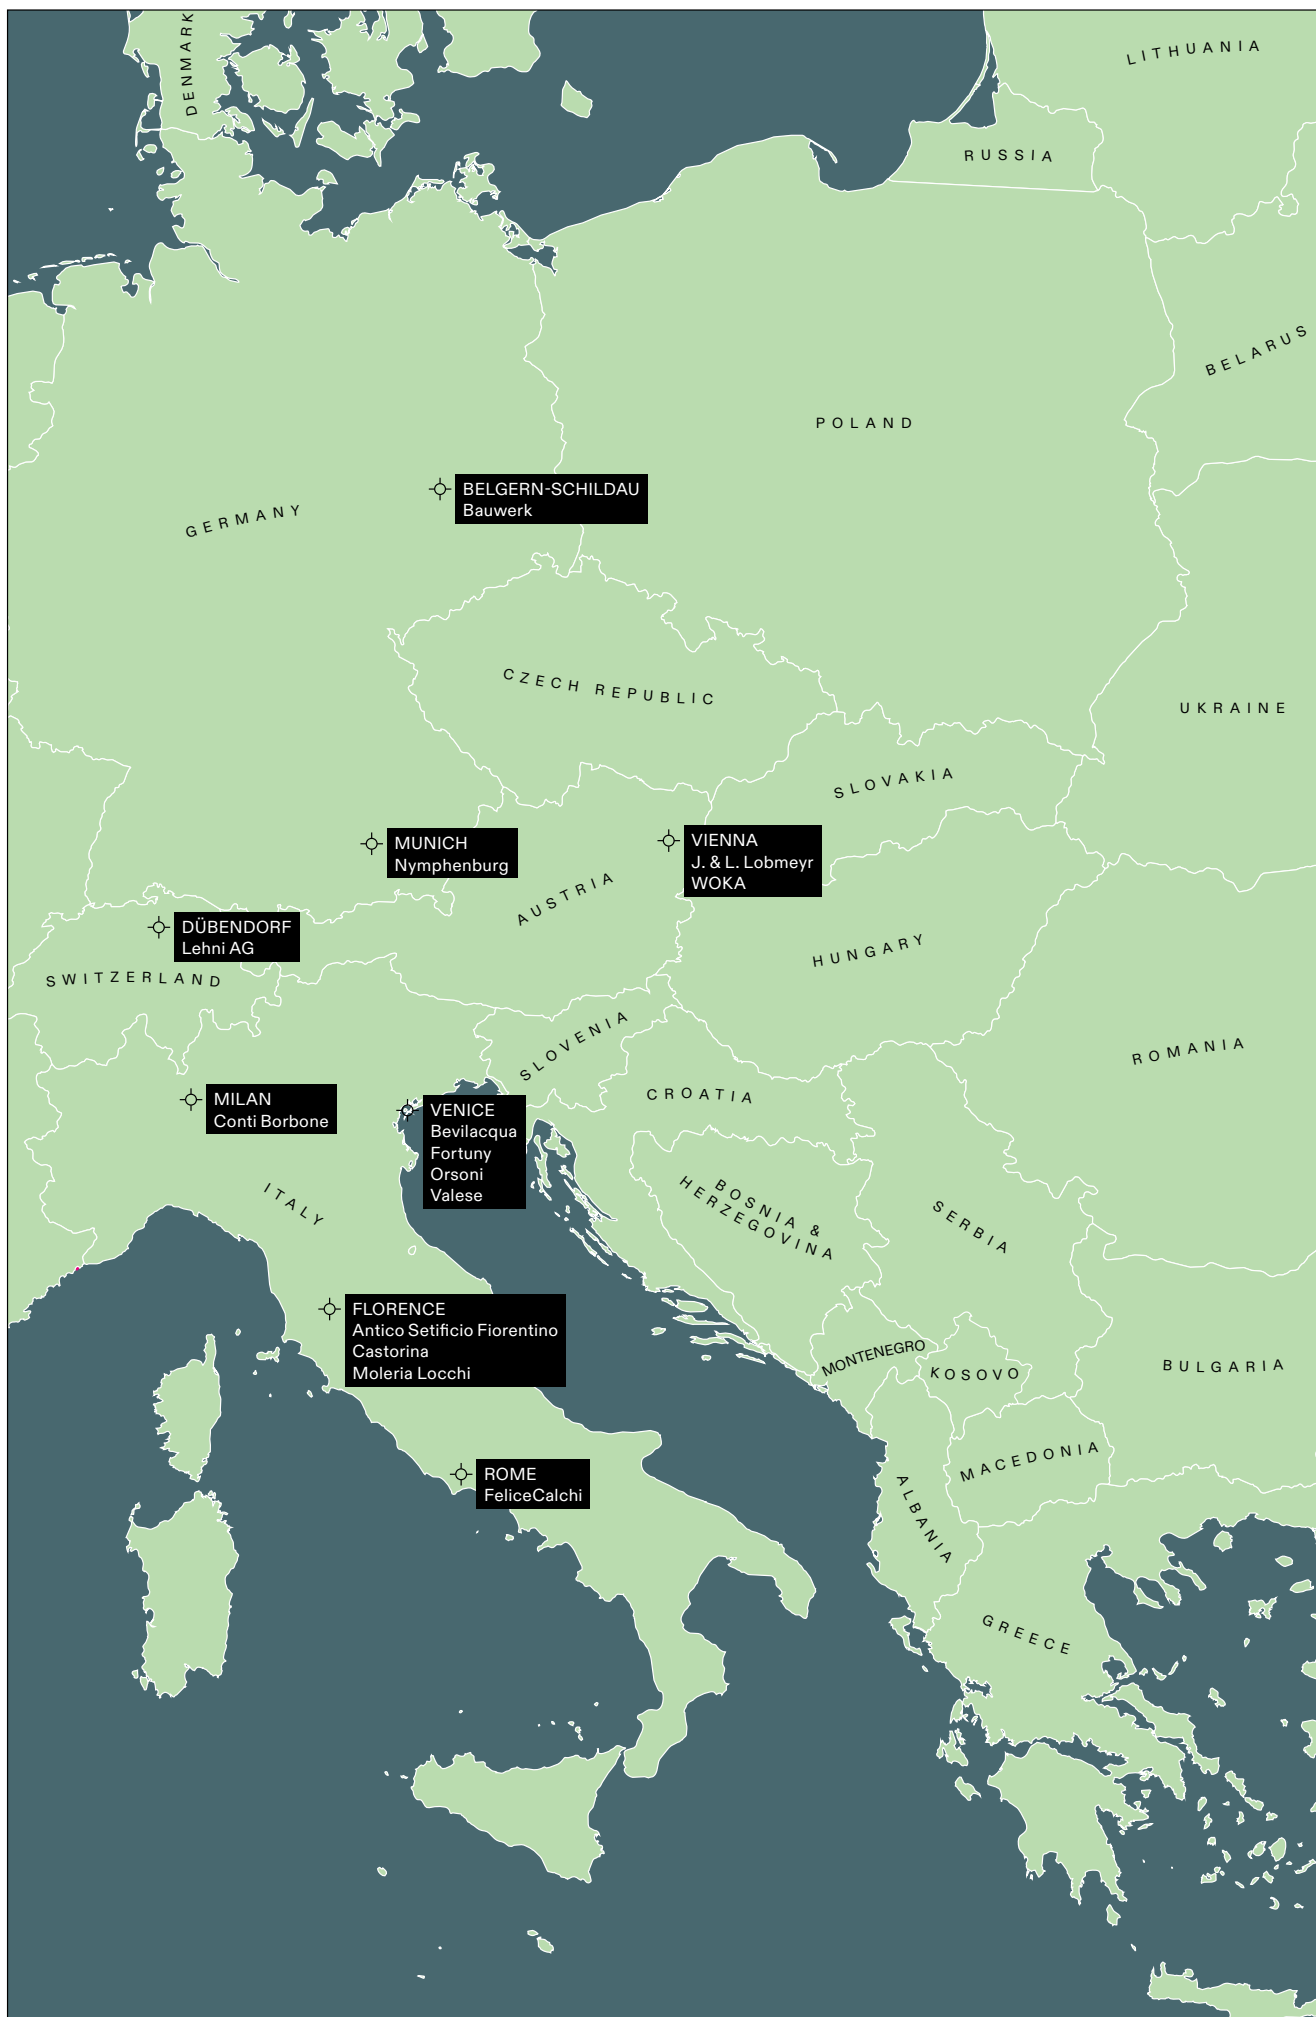 DENMARK
LITHUANIA
RUSSIA
BELARUS
POLAND
BELGERN-SCHILDAU
Bauwerk
GERMANY
CZECH REPUBLIC
UKRAINE
SLOVAKIA
MUNICH
Nymphenburg
VIENNA
J. & L. Lobmeyr
WOKA
AUSTRIA
DÜBENDORF
Lehni AG
SWITZERLAND
HUNGARY
SLOVENIA
ROMANIA
CROATIA
MILAN
Conti Borbone
VENICE
Bevilacqua
Fortuny
Orsoni
Valese
ITALY
BOSNIA &
HERZEGOVINA
SERBIA
FLORENCE
Antico Setificio Fiorentino
Castorina
Moleria Locchi
MONTENEGRO
KOSOVO
BULGARIA
MACEDONIA
ROME
FeliceCalchi
ALBANIA
GREECE